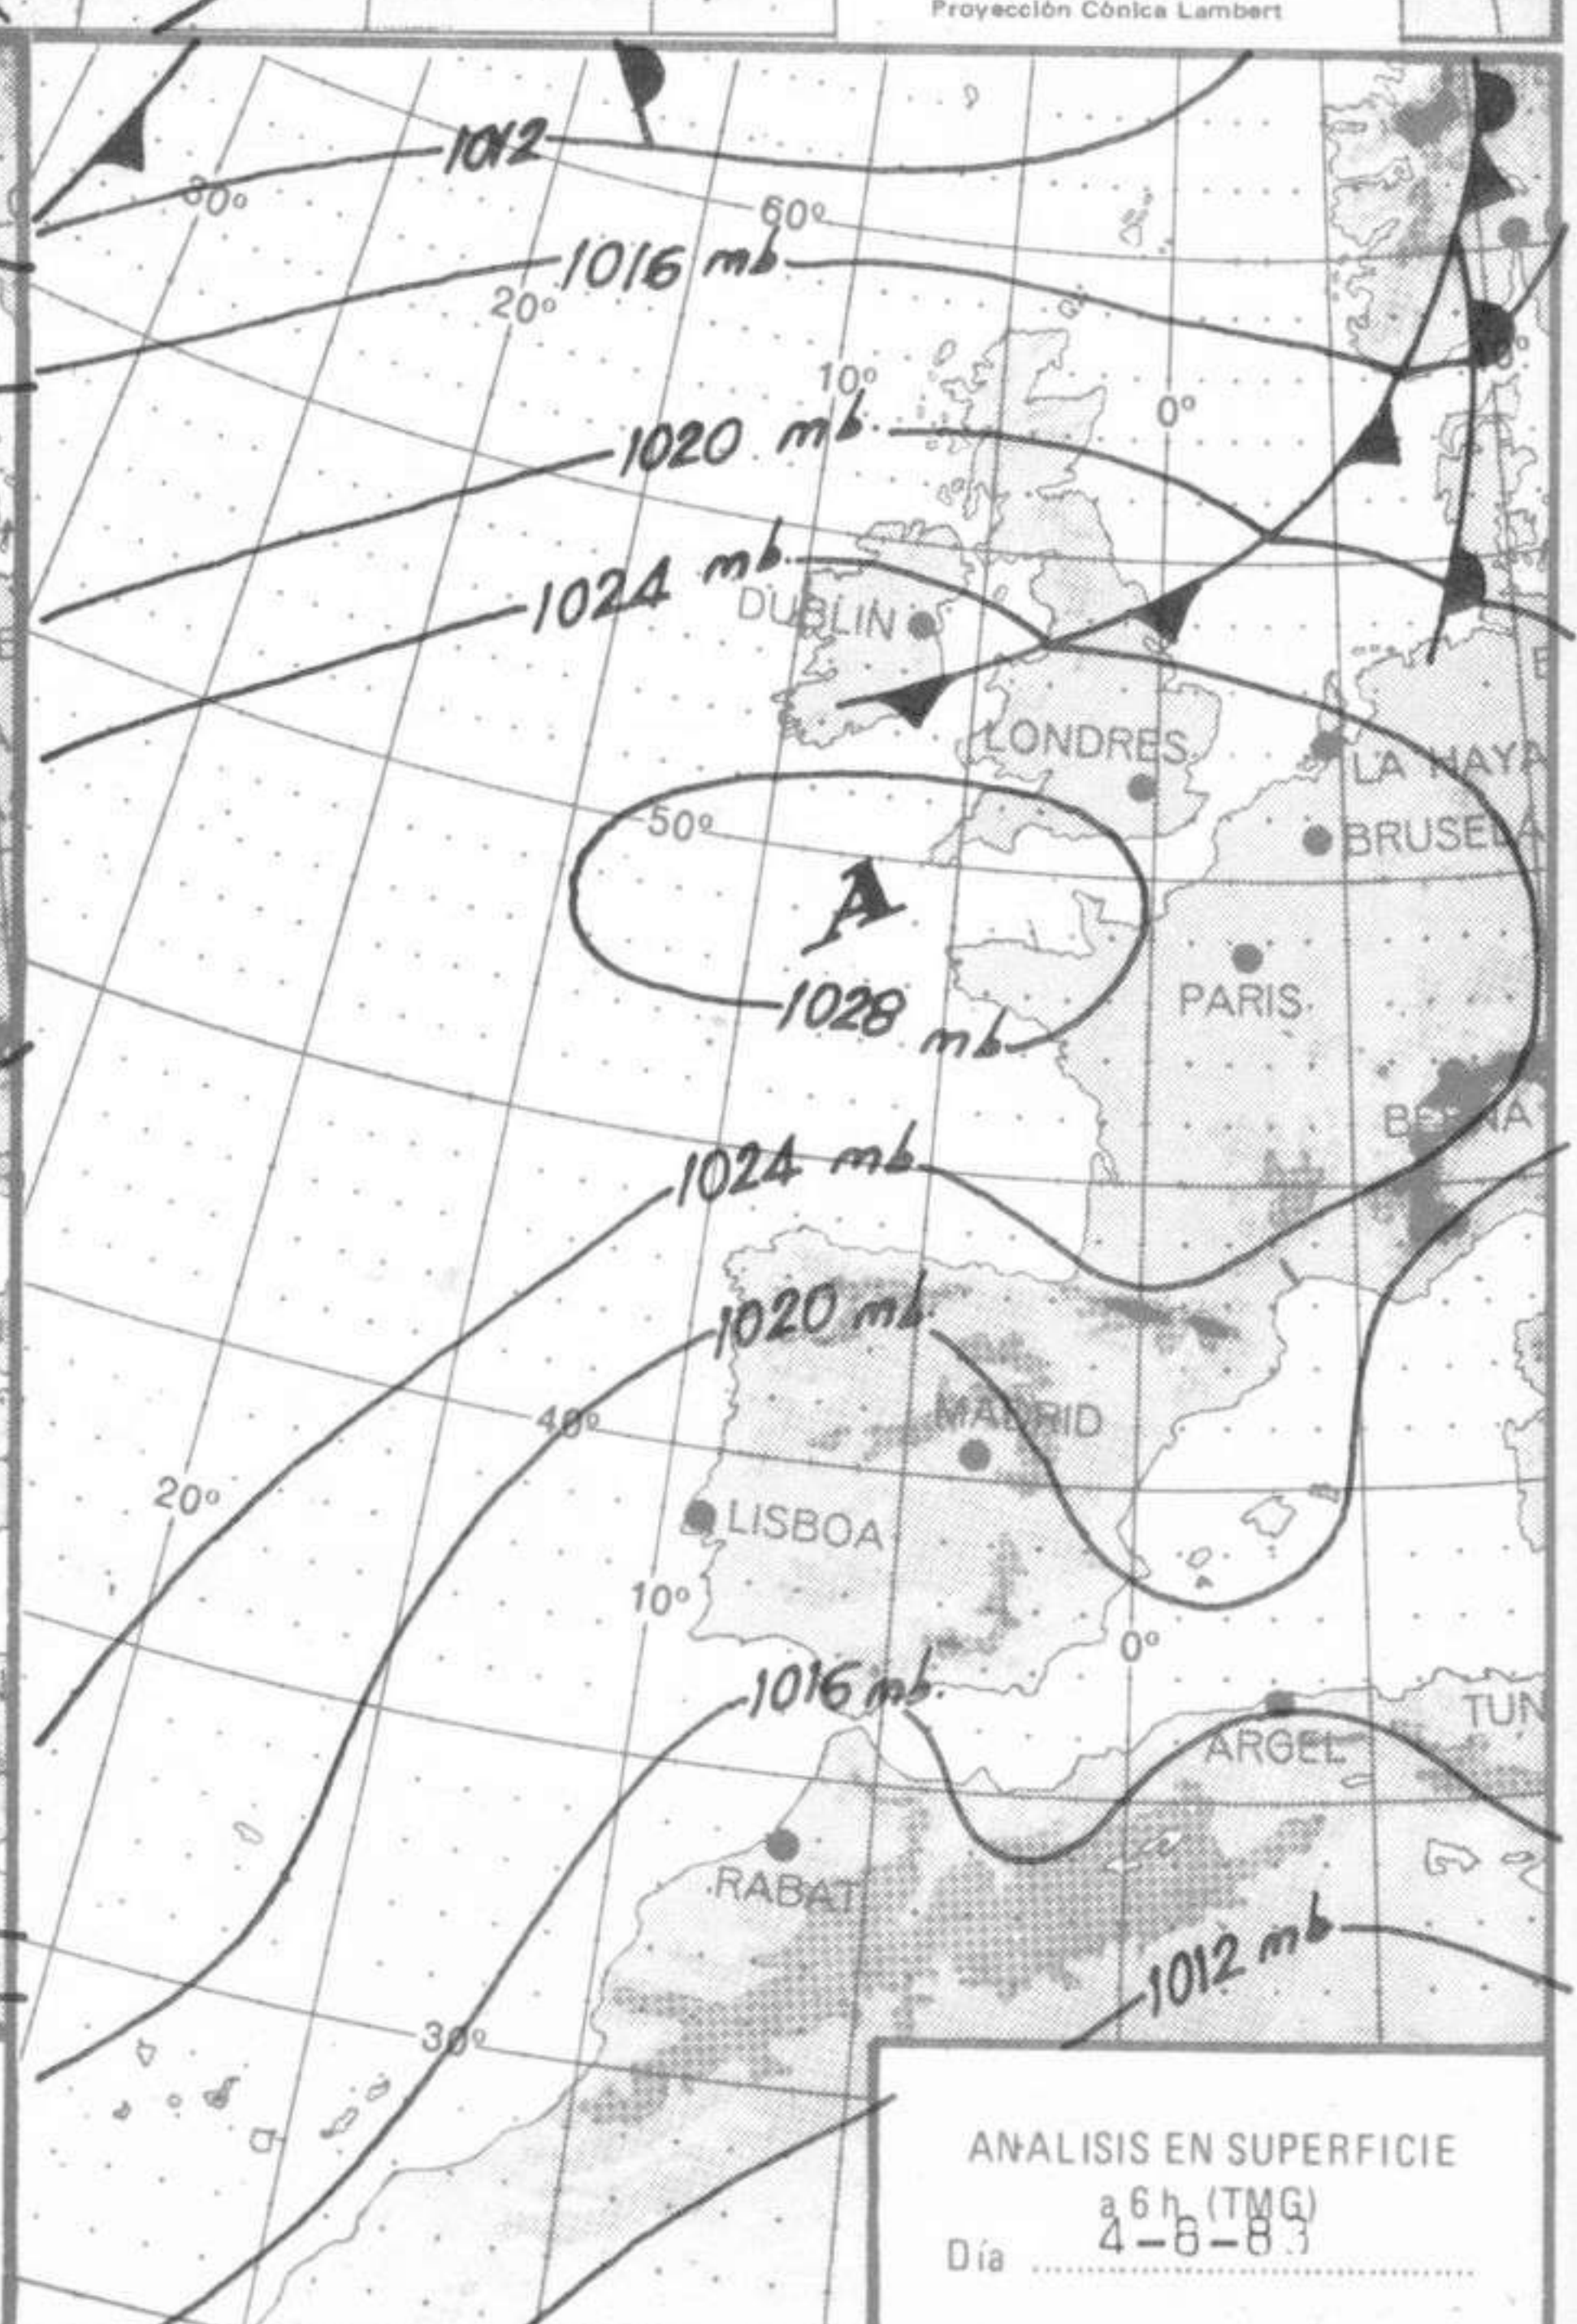 Proyección Cónica Lambert
1012
60º
1016 mb
20º
10º
0º
1020 mb.
1024 mb.
DUBLIN
LONDRES
LA HAYA
50º
BRUSELA
A
PARIS
1028 mb
BERNA
1024 mb
1020 mb.
MADRID
40º
20º
LISBOA
10º
0º
1016 mb.
TUN
ARGEL
RABAT
1012 mb
30º
ANALISIS EN SUPERFICIE
a 6 h (TMG)
Día 4-8-83